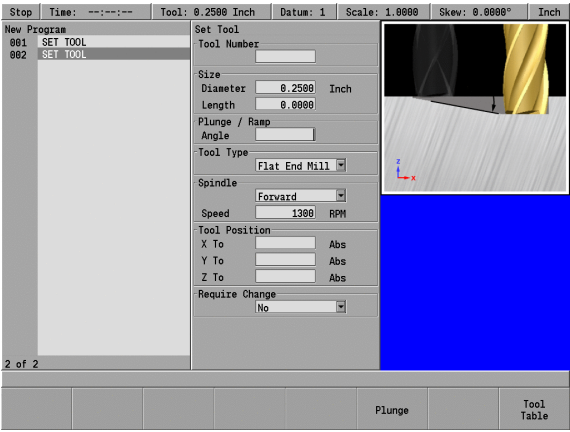 Stop Time: --:--:-- Tool: 0.2500 Inch Datum: 1 Scale: 1.0000 Skew: 0.0000° Inch
New Program
001 SET TOOL
002 SET TOOL
2 of 2
Set Tool
Tool Number
Size
Diameter 0.2500 Inch
Length 0.0000
Plunge / Ramp
Angle
Tool Type
Flat End Mill
Spindle
Forward
Speed 1300 RPM
Tool Position
X To Abs
Y To Abs
Z To Abs
Require Change
No
Z
X
Plunge
Tool
Table